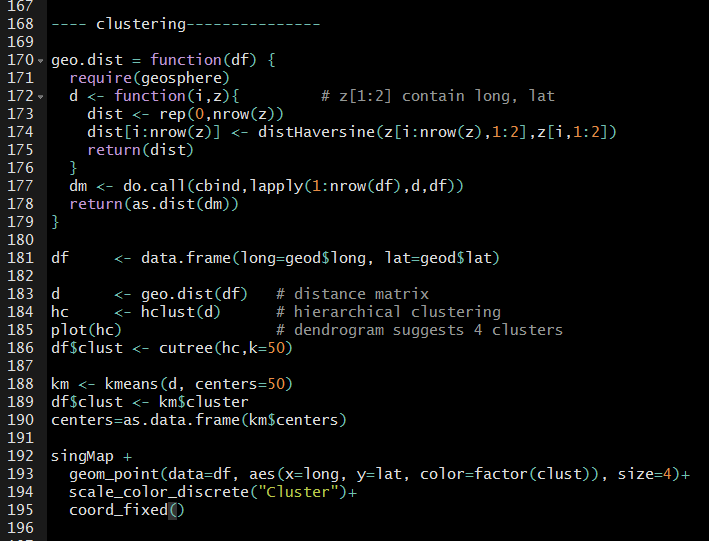 167
168 ---- clustering---------------
169
170 geo.dist = function(df) {
171   require(geosphere)
172   d <- function(i,z){         # z[1:2] contain long, lat
173     dist <- rep(0,nrow(z))
174     dist[i:nrow(z)] <- distHaversine(z[i:nrow(z),1:2],z[i,1:2])
175     return(dist)
176   }
177   dm <- do.call(cbind,lapply(1:nrow(df),d,df))
178   return(as.dist(dm))
179 }
180
181 df     <- data.frame(long=geod$long, lat=geod$lat)
182
183 d      <- geo.dist(df)   # distance matrix
184 hc     <- hclust(d)      # hierarchical clustering
185 plot(hc)                 # dendrogram suggests 4 clusters
186 df$clust <- cutree(hc,k=50)
187
188 km <- kmeans(d, centers=50)
189 df$clust <- km$cluster
190 centers=as.data.frame(km$centers)
191
192 singMap +
193   geom_point(data=df, aes(x=long, y=lat, color=factor(clust)), size=4)+
194   scale_color_discrete("Cluster")+
195   coord_fixed()
196